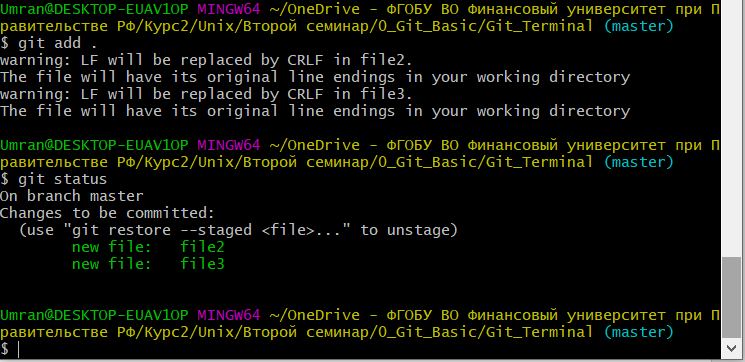 Umran@DESKTOP-EUAV1OP MINGW64 ~/OneDrive - ФГОБУ ВО Финансовый университет при П
равительстве РФ/Курс2/Unix/Второй семинар/0_Git_Basic/Git_Terminal (master)
$ git add .
warning: LF will be replaced by CRLF in file2.
The file will have its original line endings in your working directory
warning: LF will be replaced by CRLF in file3.
The file will have its original line endings in your working directory
Umran@DESKTOP-EUAV1OP MINGW64 ~/OneDrive - ФГОБУ ВО Финансовый университет при П
равительстве РФ/Курс2/Unix/Второй семинар/0_Git_Basic/Git_Terminal (master)
$ git status
On branch master
Changes to be committed:
  (use "git restore --staged <file>..." to unstage)
        new file:   file2
        new file:   file3
Umran@DESKTOP-EUAV1OP MINGW64 ~/OneDrive - ФГОБУ ВО Финансовый университет при П
равительстве РФ/Курс2/Unix/Второй семинар/0_Git_Basic/Git_Terminal (master)
$